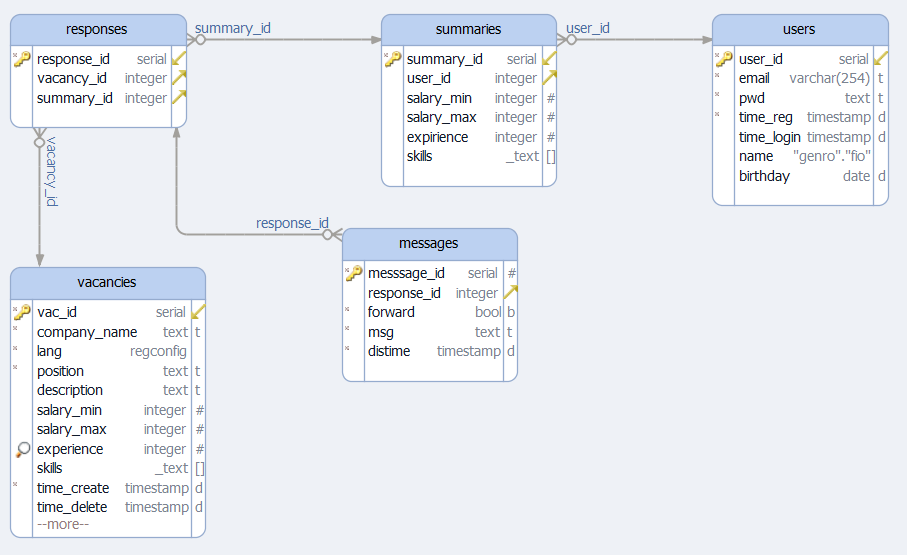 responses
response_id serial
vacancy_id integer
summary_id integer
summary_id
summaries
summary_id serial
user_id integer
salary_min integer #
salary_max integer #
expirience integer #
skills _text []
user_id
users
user_id serial
* email varchar(254) t
* pwd text t
* time_reg timestamp d
time_login timestamp d
name "genro"."fio"
birthday date d
vacancy_id
response_id
messages
* messsage_id serial #
response_id integer
* forward bool b
* msg text t
* distime timestamp d
vacancies
* vac_id serial
* company_name text t
* lang regconfig
* position text t
description text t
salary_min integer #
salary_max integer #
experience integer #
skills _text []
* time_create timestamp d
time_delete timestamp d
--more--